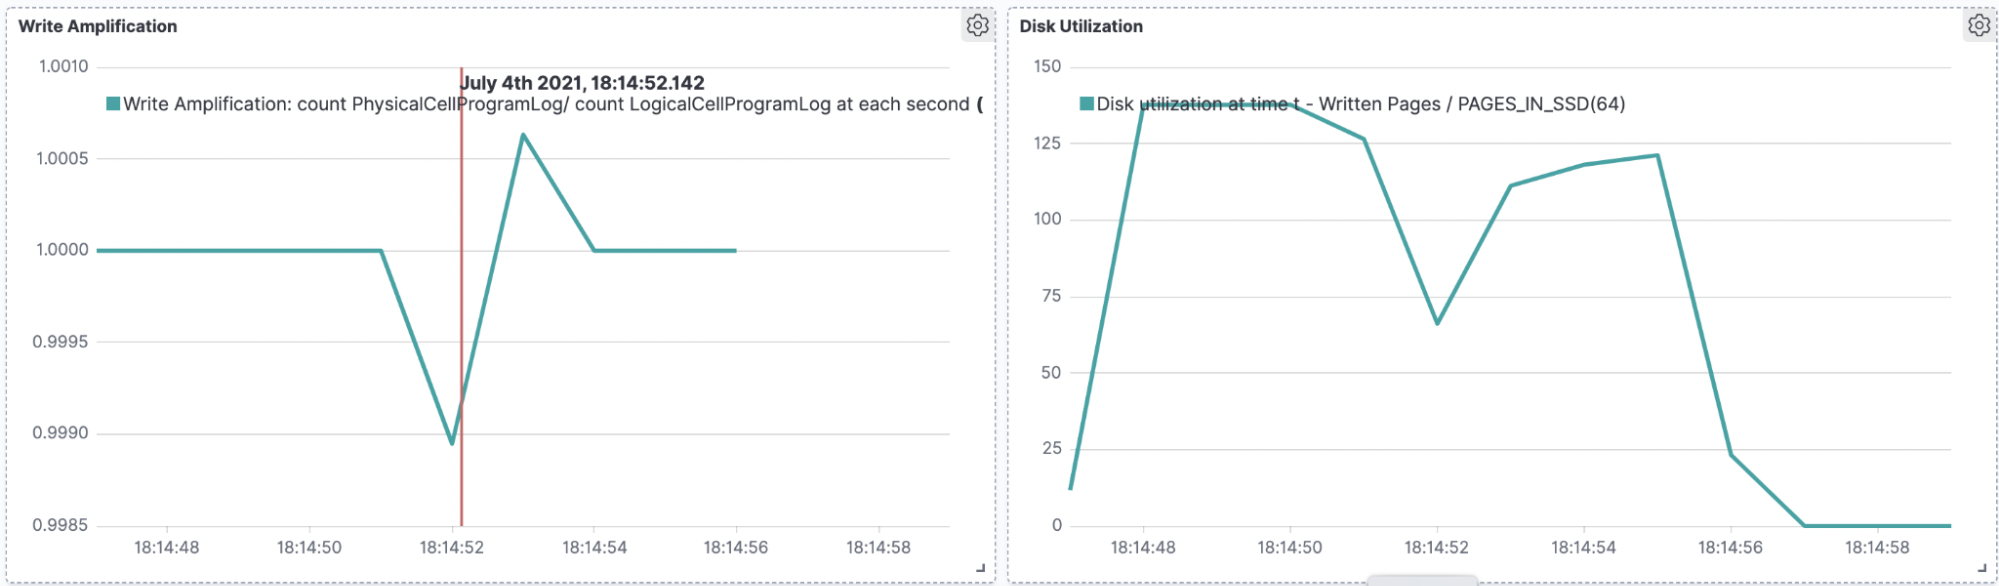 Write Amplification
1.0010
July 4th 2021, 18:14:52.142
Write Amplification: count PhysicalCellProgramLog/ count LogicalCellProgramLog at each second (
1.0005
1.0000
0.9995
0.9990
0.9985
18:14:48 18:14:50 18:14:52 18:14:54 18:14:56 18:14:58
Disk Utilization
150
Disk utilization at time t - Written Pages / PAGES_IN_SSD(64)
125
100
75
50
25
0
18:14:48 18:14:50 18:14:52 18:14:54 18:14:56 18:14:58